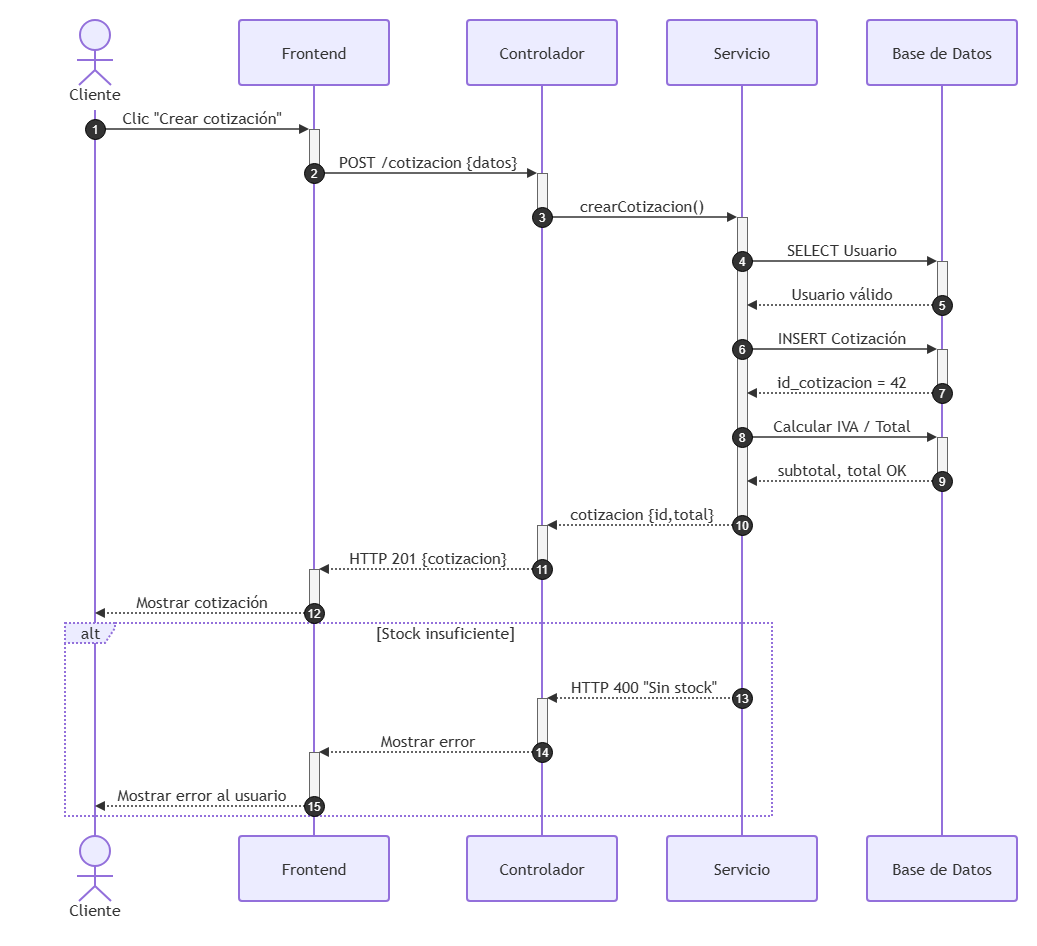 Cliente
Frontend
Controlador
Servicio
Base de Datos
1
Clic "Crear cotización"
2
POST /cotizacion {datos}
3
crearCotizacion()
4
SELECT Usuario
Usuario válido
5
6
INSERT Cotización
id_cotizacion = 42
7
8
Calcular IVA / Total
subtotal, total OK
9
cotizacion {id,total}
10
HTTP 201 {cotizacion}
11
Mostrar cotización
12
alt
[Stock insuficiente]
HTTP 400 "Sin stock"
13
Mostrar error
14
Mostrar error al usuario
15
Cliente
Frontend
Controlador
Servicio
Base de Datos